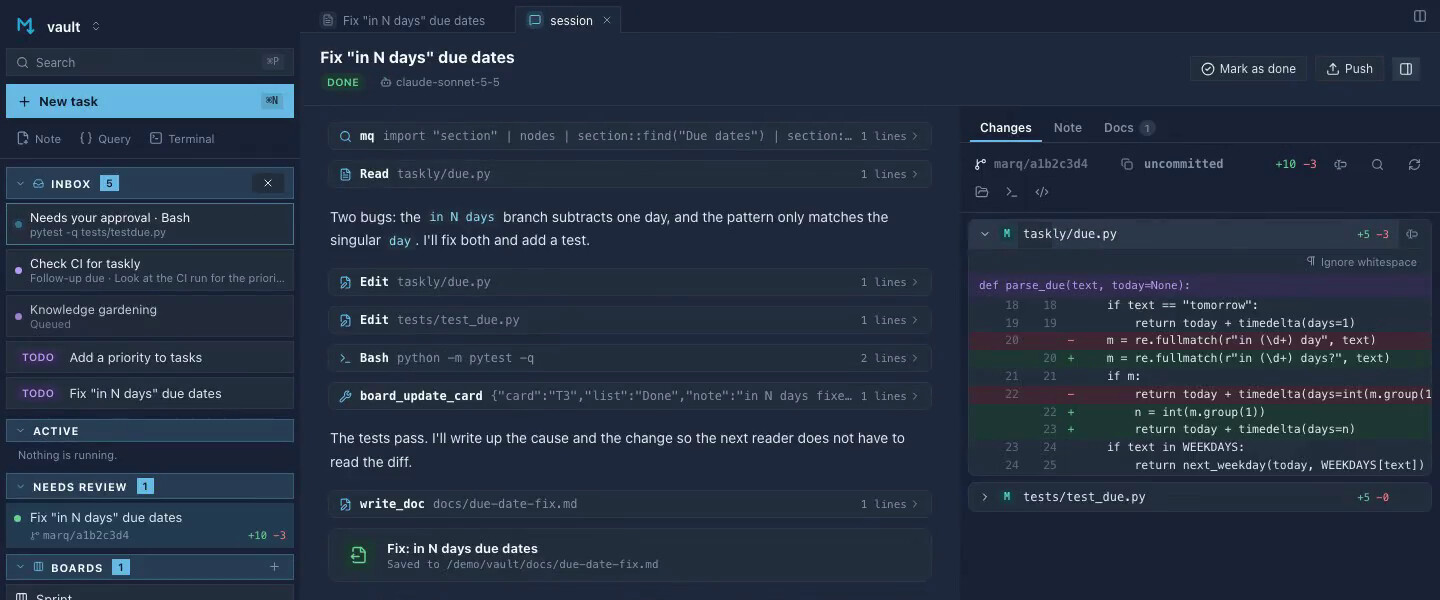 vault
Search ⌘P
+ New task ⌘N
Note
{ } Query
Terminal
INBOX 5
Needs your approval · Bash
pytest -q tests/testdue.py
Check CI for taskly
Follow-up due · Look at the CI run for the priori…
Knowledge gardening
Queued
TODO Add a priority to tasks
TODO Fix "in N days" due dates
ACTIVE
Nothing is running.
NEEDS REVIEW 1
Fix "in N days" due dates
marq/a1b2c3d4 +10 −3
BOARDS 1 +
Sprint
Fix "in N days" due dates
session ×
Fix "in N days" due dates
DONE claude-sonnet-5-5
Mark as done
Push
mq import "section" | nodes | section::find("Due dates") | section:… 1 lines
Read taskly/due.py 1 lines
Two bugs: the in N days branch subtracts one day, and the pattern only matches the
singular day. I'll fix both and add a test.
Edit taskly/due.py 1 lines
Edit tests/test_due.py 1 lines
Bash python -m pytest -q 2 lines
board_update_card {"card":"T3","list":"Done","note":"in N days fixe… 1 lines
The tests pass. I'll write up the cause and the change so the next reader does not have to
read the diff.
write_doc docs/due-date-fix.md 1 lines
Fix: in N days due dates
Saved to /demo/vault/docs/due-date-fix.md
Changes Note Docs 1
marq/a1b2c3d4 uncommitted +10 −3
M taskly/due.py +5 −3
¶ Ignore whitespace
def parse_due(text, today=None):
18 18 if text == "tomorrow":
19 19 return today + timedelta(days=1)
20 − m = re.fullmatch(r"in (\d+) day", text)
20 + m = re.fullmatch(r"in (\d+) days?", text)
21 21 if m:
22 − return today + timedelta(days=int(m.group(1
22 + n = int(m.group(1))
23 + return today + timedelta(days=n)
23 24 if text in WEEKDAYS:
24 25 return next_weekday(today, WEEKDAYS[text])
M tests/test_due.py +5 −0